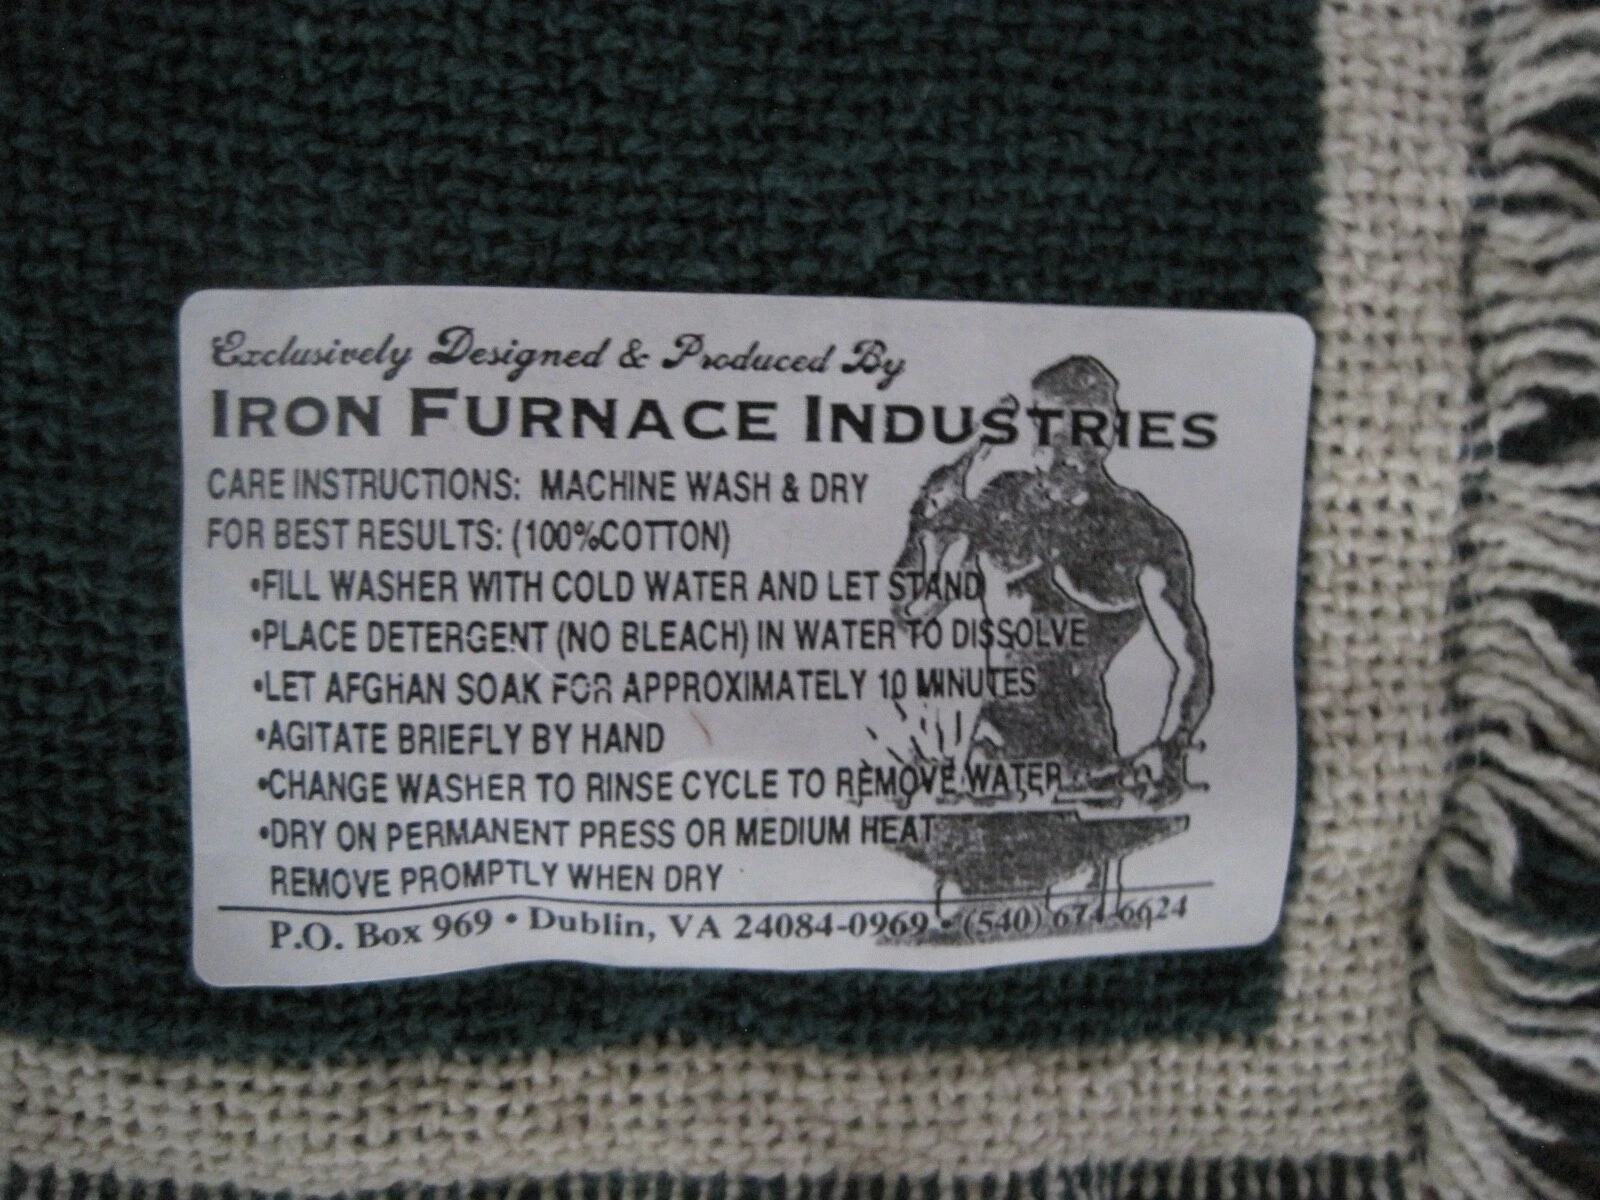 Exclusively Designed & Produced By
IRON FURNACE INDUSTRIES
CARE INSTRUCTIONS: MACHINE WASH & DRY
FOR BEST RESULTS: (100%COTTON)
•FILL WASHER WITH COLD WATER AND LET STAND
•PLACE DETERGENT (NO BLEACH) IN WATER TO DISSOLVE
•LET AFGHAN SOAK FOR APPROXIMATELY 10 MINUTES
•AGITATE BRIEFLY BY HAND
•CHANGE WASHER TO RINSE CYCLE TO REMOVE WATER
•DRY ON PERMANENT PRESS OR MEDIUM HEAT
REMOVE PROMPTLY WHEN DRY
P.O. Box 969 • Dublin, VA 24084-0969 • (540) 674-6624